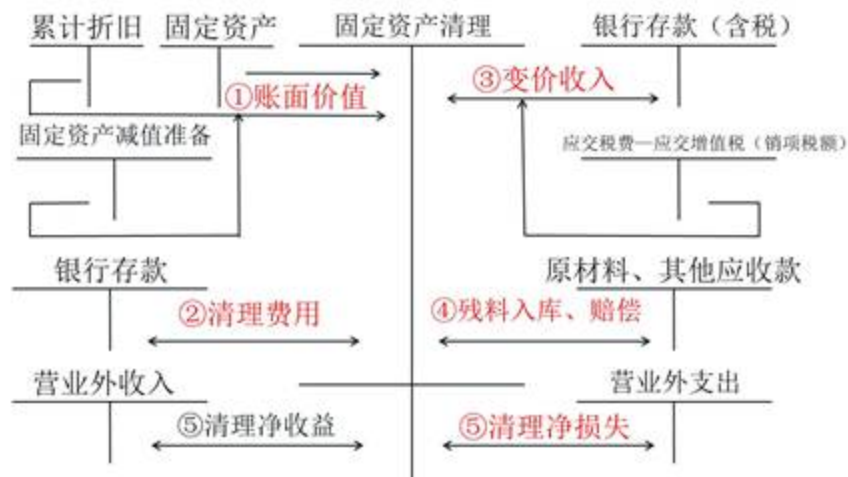 累计折旧 固定资产 固定资产清理 银行存款（含税）
①账面价值 ③变价收入
固定资产减值准备 应交税费—应交增值税（销项税额）
银行存款 原材料、其他应收款
②清理费用 ④残料入库、赔偿
营业外收入 营业外支出
⑤清理净收益 ⑤清理净损失